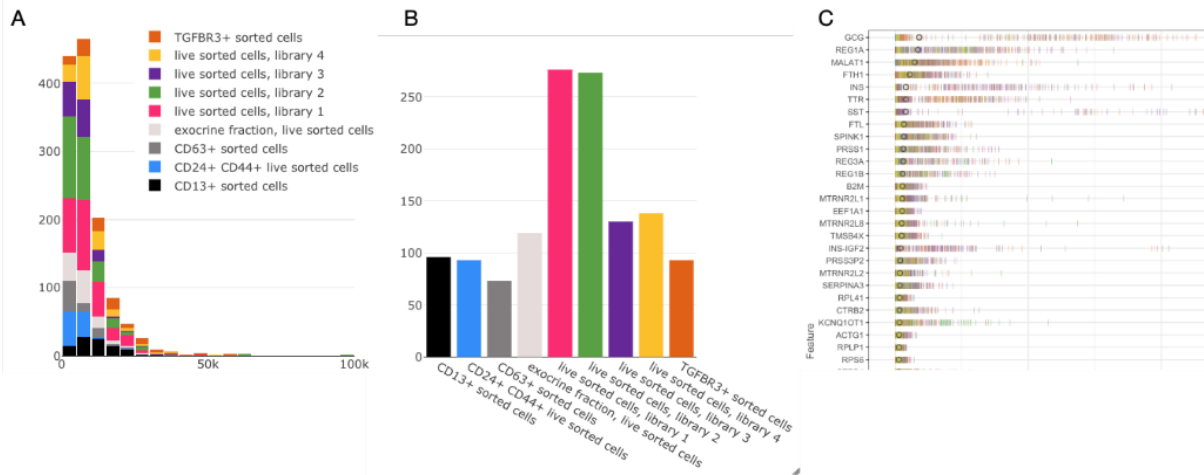 A
TGFBR3+ sorted cells
live sorted cells, library 4
live sorted cells, library 3
live sorted cells, library 2
live sorted cells, library 1
exocrine fraction, live sorted cells
CD63+ sorted cells
CD24+ CD44+ live sorted cells
CD13+ sorted cells
400
300
200
100
0
0
50k
100k
B
250
200
150
100
50
0
CD13+ sorted cells
CD24+ CD44+ live sorted cells
CD63+ sorted cells
exocrine fraction, live sorted cells
live sorted cells, library 1
live sorted cells, library 2
live sorted cells, library 3
live sorted cells, library 4
TGFBR3+ sorted cells
C
Feature
GCG
REG1A
MALAT1
FTH1
INS
TTR
SST
FTL
SPINK1
PRSS1
REG3A
REG1B
B2M
MTRNR2L1
EEF1A1
MTRNR2L8
TMSB4X
INS-IGF2
PRSS3P2
MTRNR2L2
SERPINA3
RPL41
CTRB2
KCNQ1OT1
ACTG1
RPLP1
RPS6